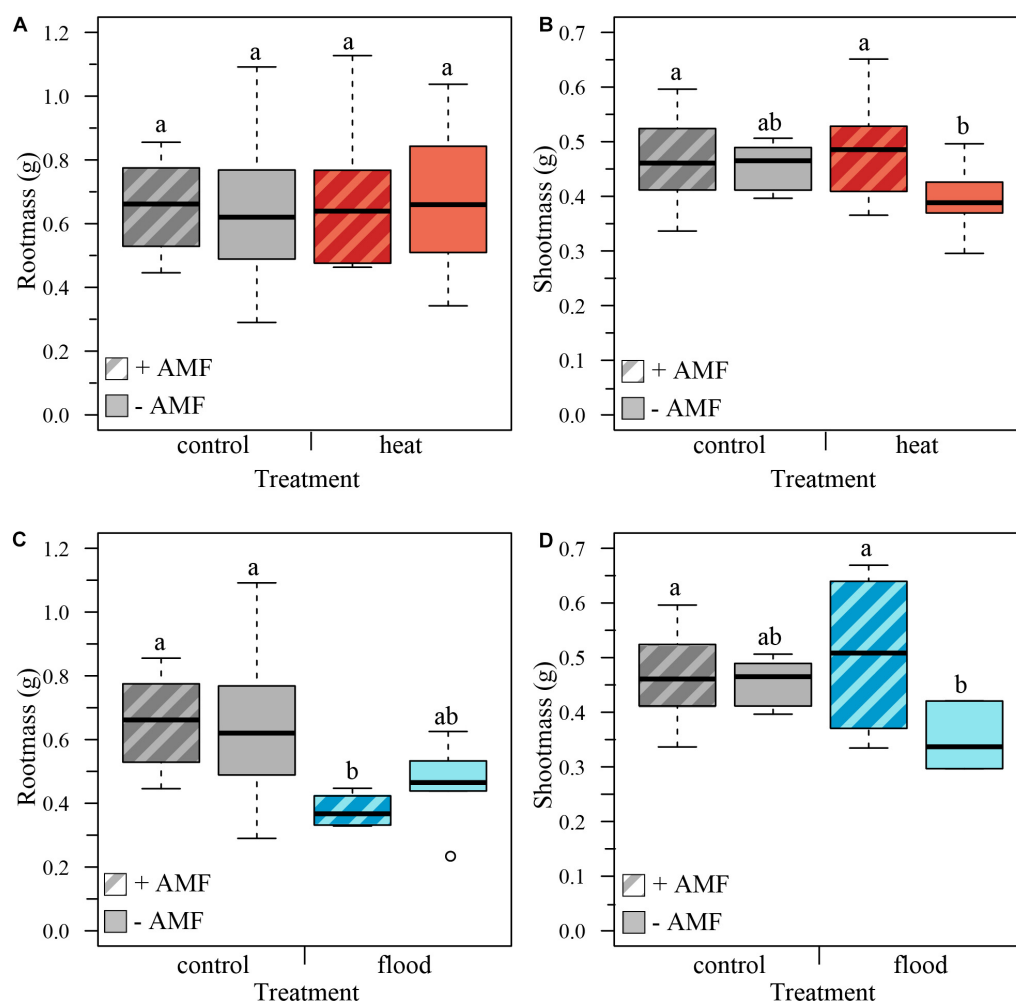 A
1.2
1.0
0.8
0.6
0.4
0.2
0.0
Rootmass (g)
a
a
a
a
+ AMF
- AMF
control
heat
Treatment
B
0.7
0.6
0.5
0.4
0.3
0.2
0.1
0.0
Shootmass (g)
a
ab
a
b
+ AMF
- AMF
control
heat
Treatment
C
1.2
1.0
0.8
0.6
0.4
0.2
0.0
Rootmass (g)
a
a
b
ab
+ AMF
- AMF
control
flood
Treatment
D
0.7
0.6
0.5
0.4
0.3
0.2
0.1
0.0
Shootmass (g)
a
ab
a
b
+ AMF
- AMF
control
flood
Treatment